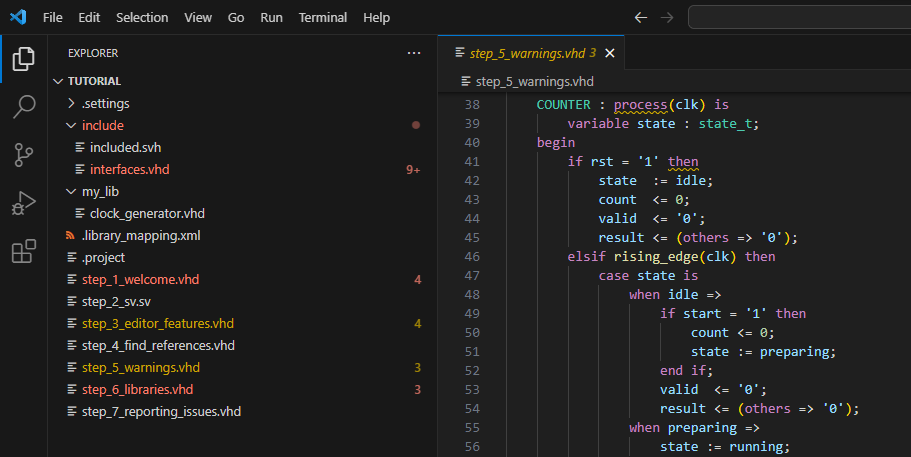 File Edit Selection View Go Run Terminal Help
EXPLORER ...
TUTORIAL
.settings
include
included.svh
interfaces.vhd 9+
my_lib
clock_generator.vhd
.library_mapping.xml
.project
step_1_welcome.vhd 4
step_2_sv.sv
step_3_editor_features.vhd 4
step_4_find_references.vhd
step_5_warnings.vhd 3
step_6_libraries.vhd 3
step_7_reporting_issues.vhd
step_5_warnings.vhd 3
step_5_warnings.vhd
38 COUNTER : process(clk) is
39 variable state : state_t;
40 begin
41 if rst = '1' then
42 state := idle;
43 count <= 0;
44 valid <= '0';
45 result <= (others => '0');
46 elsif rising_edge(clk) then
47 case state is
48 when idle =>
49 if start = '1' then
50 count <= 0;
51 state := preparing;
52 end if;
53 valid <= '0';
54 result <= (others => '0');
55 when preparing =>
56 state := running;